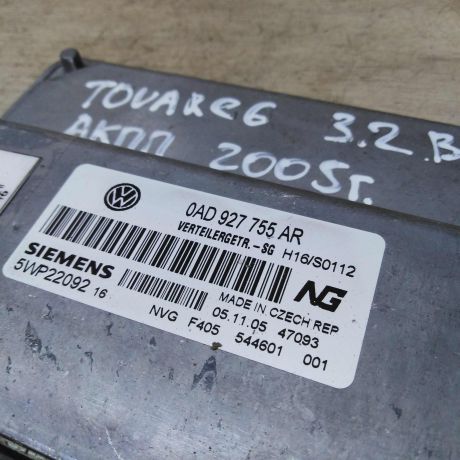 TOUAREG 3.2 B
АКПП 2005г.
0AD 927 755 AR
VERTEILERGETR.-SG H16/S0112
SIEMENS
5WP22092 16
NG
MADE IN CZECH REP
05.11.05 47093
NVG F405 544601 001